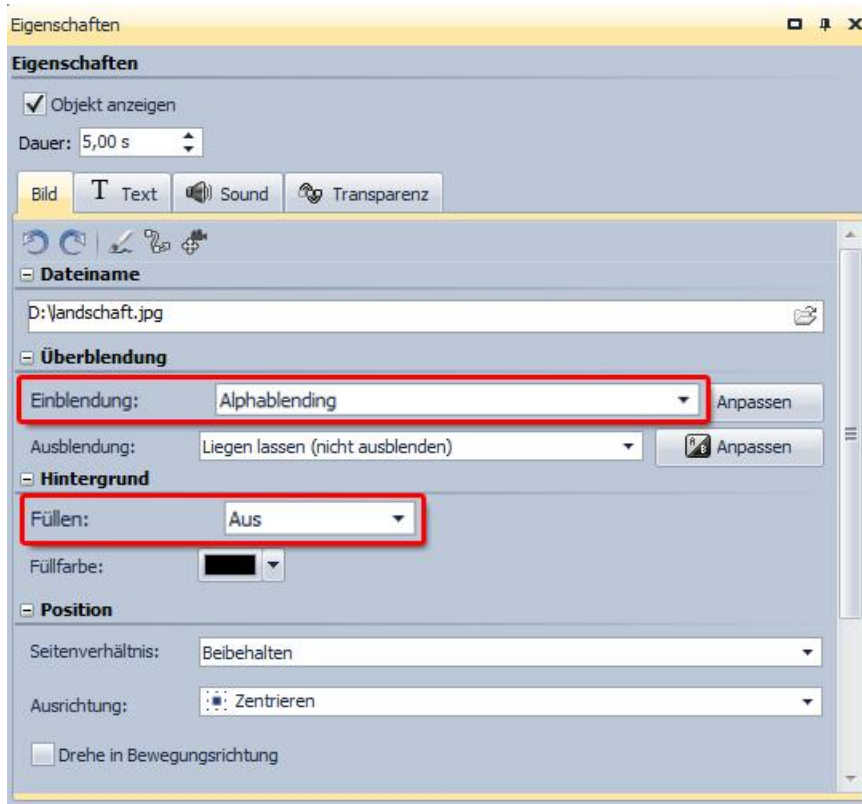 Eigenschaften
Eigenschaften
Objekt anzeigen
Dauer: 5,00 s
Bild T Text Sound Transparenz
Dateiname
D:\landschaft.jpg
Überblendung
Einblendung: Alphablending Anpassen
Ausblendung: Liegen lassen (nicht ausblenden) Anpassen
Hintergrund
Füllen: Aus
Füllfarbe:
Position
Seitenverhältnis: Beibehalten
Ausrichtung: Zentrieren
Drehe in Bewegungsrichtung